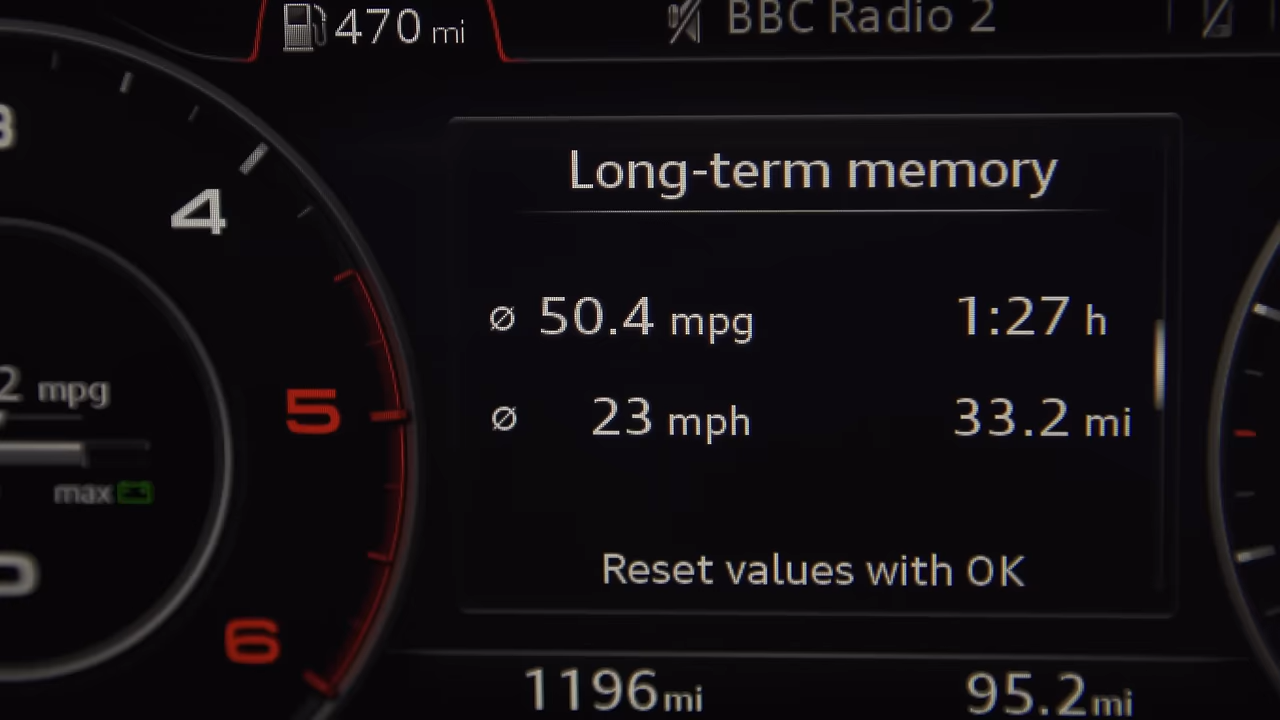 470 mi
BBC Radio 2
Long-term memory
3
4
ø 50.4 mpg
1:27 h
2 mpg
5
ø 23 mph
33.2 mi
max
Reset values with OK
6
1196 mi
95.2 mi